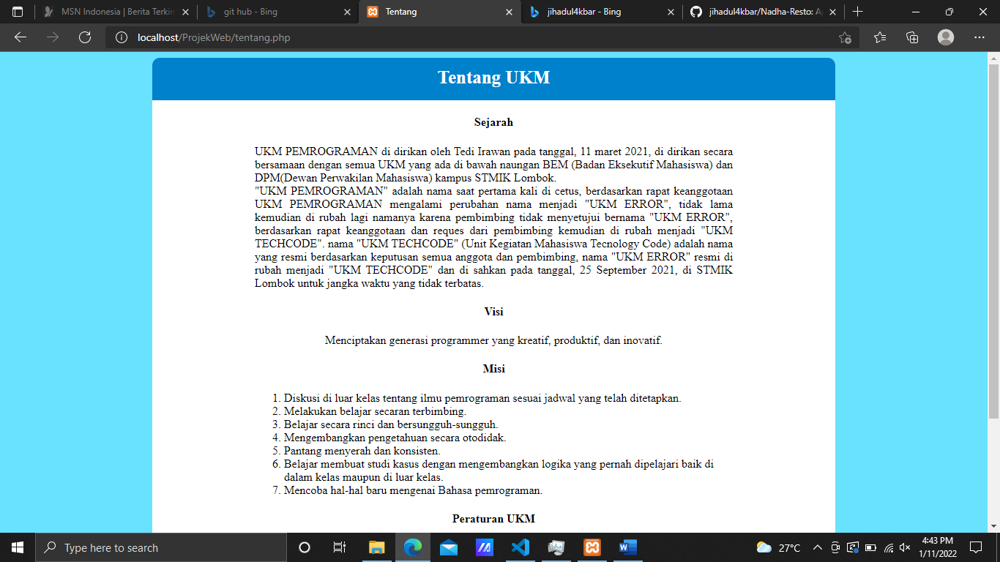 MSN Indonesia | Berita Terkin
git hub - Bing
Tentang
jihadul4kbar - Bing
jihadul4kbar/Nadha-Resto: Ap
localhost/ProjekWeb/tentang.php
Tentang UKM
Sejarah
UKM PEMROGRAMAN di dirikan oleh Tedi Irawan pada tanggal, 11 maret 2021, di dirikan secara
bersamaan dengan semua UKM yang ada di bawah naungan BEM (Badan Eksekutif Mahasiswa) dan
DPM(Dewan Perwakilan Mahasiswa) kampus STMIK Lombok.
"UKM PEMROGRAMAN" adalah nama saat pertama kali di cetus, berdasarkan rapat keanggotaan
UKM PEMROGRAMAN mengalami perubahan nama menjadi "UKM ERROR", tidak lama
kemudian di rubah lagi namanya karena pembimbing tidak menyetujui bernama "UKM ERROR",
berdasarkan rapat keanggotaan dan reques dari pembimbing kemudian di rubah menjadi "UKM
TECHCODE". nama "UKM TECHCODE" (Unit Kegiatan Mahasiswa Tecnology Code) adalah nama
yang resmi berdasarkan keputusan semua anggota dan pembimbing, nama "UKM ERROR" resmi di
rubah menjadi "UKM TECHCODE" dan di sahkan pada tanggal, 25 September 2021, di STMIK
Lombok untuk jangka waktu yang tidak terbatas.
Visi
Menciptakan generasi programmer yang kreatif, produktif, dan inovatif.
Misi
1. Diskusi di luar kelas tentang ilmu pemrograman sesuai jadwal yang telah ditetapkan.
2. Melakukan belajar secaran terbimbing.
3. Belajar secara rinci dan bersungguh-sungguh.
4. Mengembangkan pengetahuan secara otodidak.
5. Pantang menyerah dan konsisten.
6. Belajar membuat studi kasus dengan mengembangkan logika yang pernah dipelajari baik di
dalam kelas maupun di luar kelas.
7. Mencoba hal-hal baru mengenai Bahasa pemrograman.
Peraturan UKM
Type here to search
27°C
4:43 PM
1/11/2022